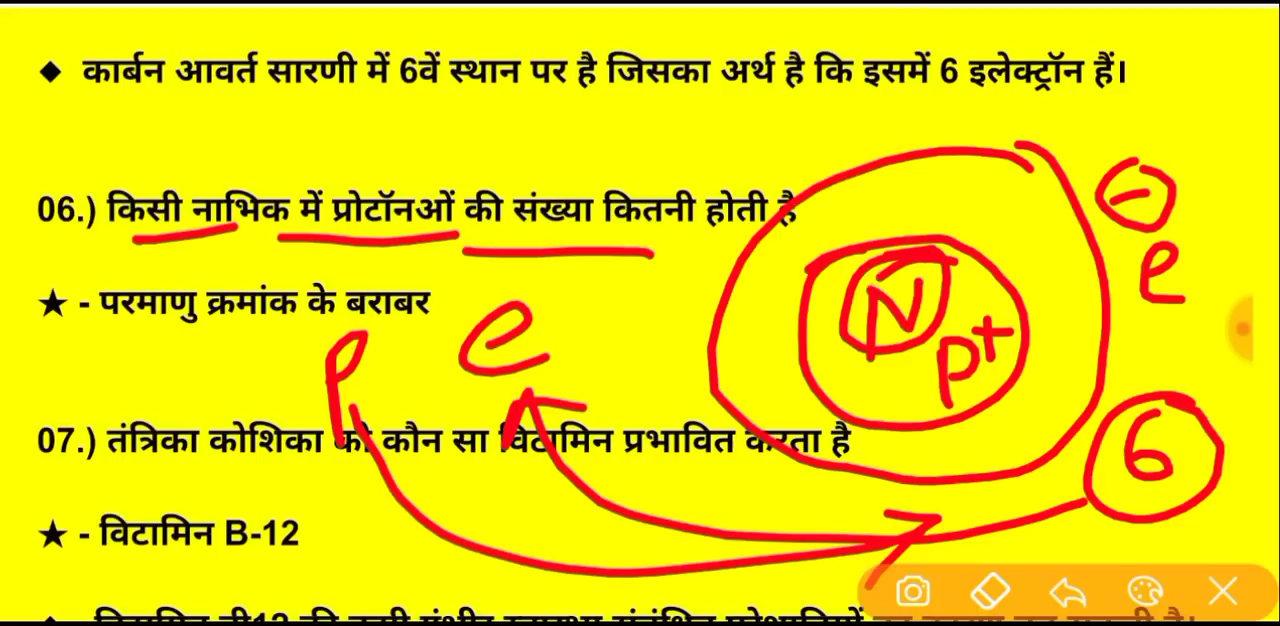 ◆ कार्बन आवर्त सारणी में 6वें स्थान पर है जिसका अर्थ है कि इसमें 6 इलेक्ट्रॉन हैं।
06.) किसी नाभिक में प्रोटॉनओं की संख्या कितनी होती है
★ - परमाणु क्रमांक के बराबर
07.) तंत्रिका कोशिका को कौन सा विटामिन प्रभावित करता है
★ - विटामिन B-12
N
P+
-
e
6
P
e